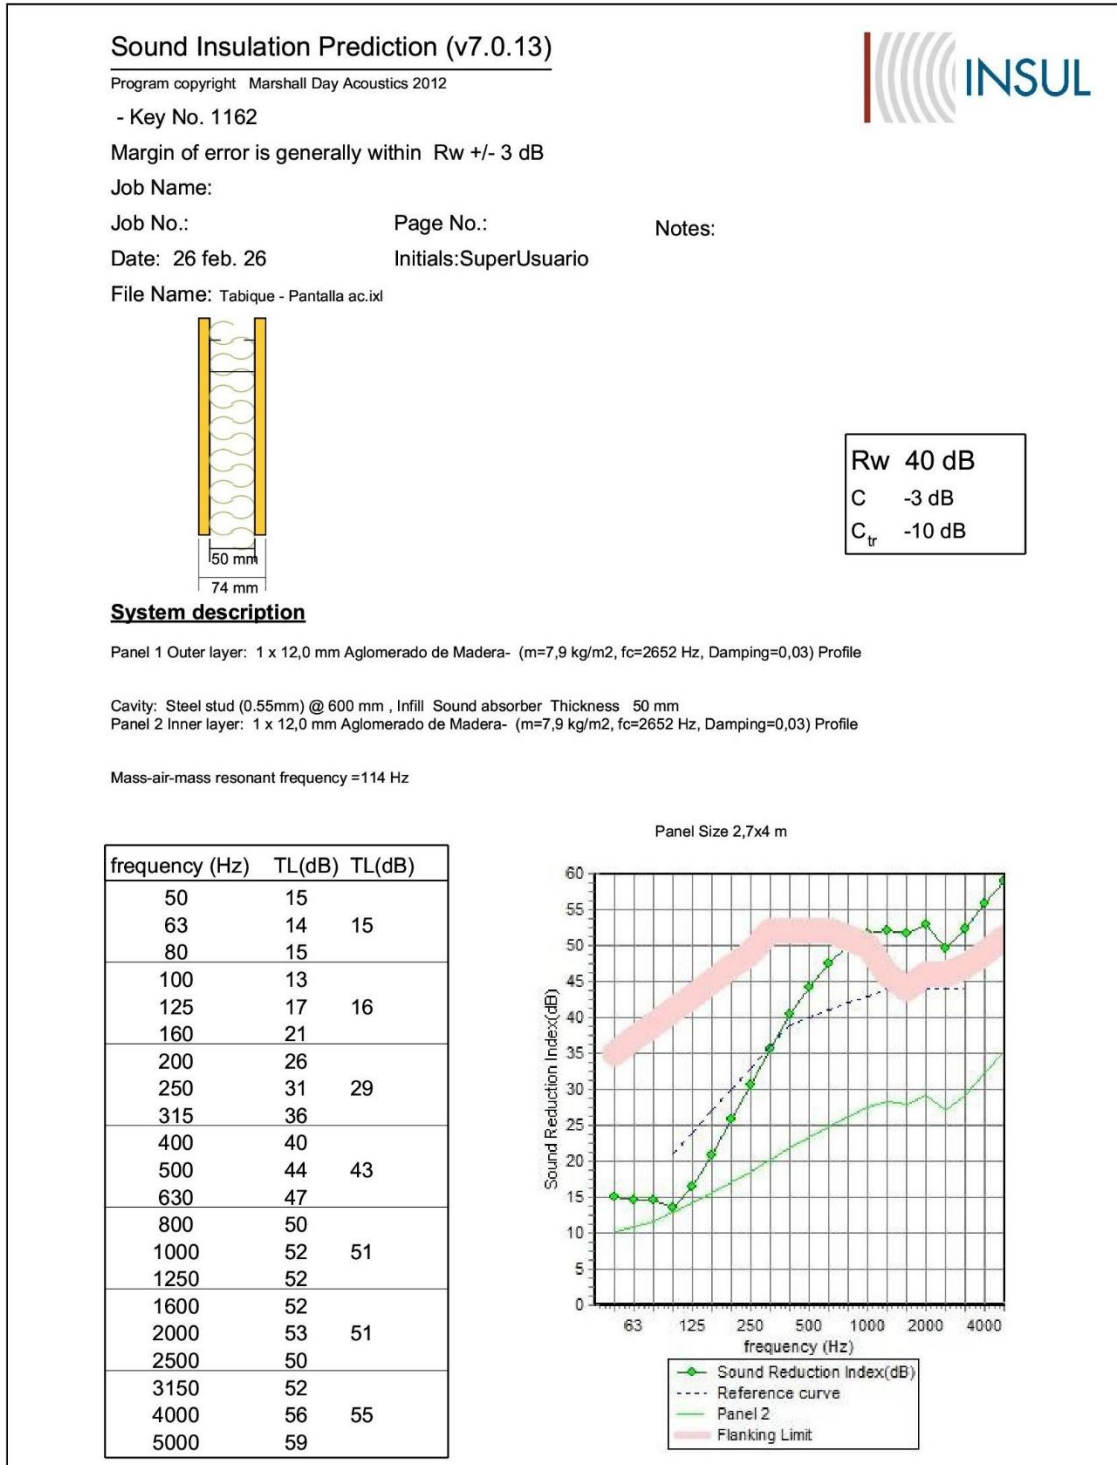 Sound Insulation Prediction (v7.0.13)
INSUL
Program copyright Marshall Day Acoustics 2012
- Key No. 1162
Margin of error is generally within Rw +/- 3 dB
Job Name:
Job No.: Page No.: Notes:
Date: 26 feb. 26 Initials:SuperUsuario
File Name: Tabique - Pantalla ac.ixl
50 mm
74 mm
Rw 40 dB
C -3 dB
Ctr -10 dB
System description
Panel 1 Outer layer: 1 x 12,0 mm Aglomerado de Madera- (m=7,9 kg/m2, fc=2652 Hz, Damping=0,03) Profile
Cavity: Steel stud (0.55mm) @ 600 mm , Infill Sound absorber Thickness 50 mm
Panel 2 Inner layer: 1 x 12,0 mm Aglomerado de Madera- (m=7,9 kg/m2, fc=2652 Hz, Damping=0,03) Profile
Mass-air-mass resonant frequency =114 Hz
frequency (Hz) TL(dB) TL(dB)
50 15
63 14 15
80 15
100 13
125 17 16
160 21
200 26
250 31 29
315 36
400 40
500 44 43
630 47
800 50
1000 52 51
1250 52
1600 52
2000 53 51
2500 50
3150 52
4000 56 55
5000 59
Panel Size 2,7x4 m
Sound Reduction Index(dB)
60
55
50
45
40
35
30
25
20
15
10
5
0
63 125 250 500 1000 2000 4000
frequency (Hz)
Sound Reduction Index(dB)
Reference curve
Panel 2
Flanking Limit